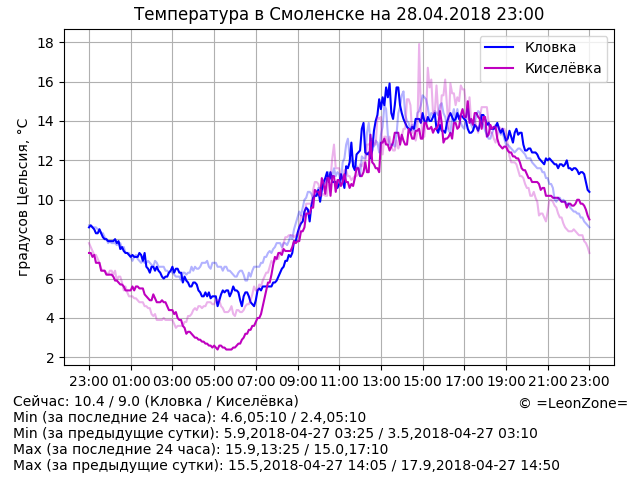 Температура в Смоленске на 28.04.2018 23:00
Кловка
Киселёвка
градусов Цельсия, °C
18
16
14
12
10
8
6
4
2
23:00 01:00 03:00 05:00 07:00 09:00 11:00 13:00 15:00 17:00 19:00 21:00 23:00
Сейчас: 10.4 / 9.0 (Кловка / Киселёвка)
© =LeonZone=
Min (за последние 24 часа): 4.6,05:10 / 2.4,05:10
Min (за предыдущие сутки): 5.9,2018-04-27 03:25 / 3.5,2018-04-27 03:10
Max (за последние 24 часа): 15.9,13:25 / 15.0,17:10
Max (за предыдущие сутки): 15.5,2018-04-27 14:05 / 17.9,2018-04-27 14:50